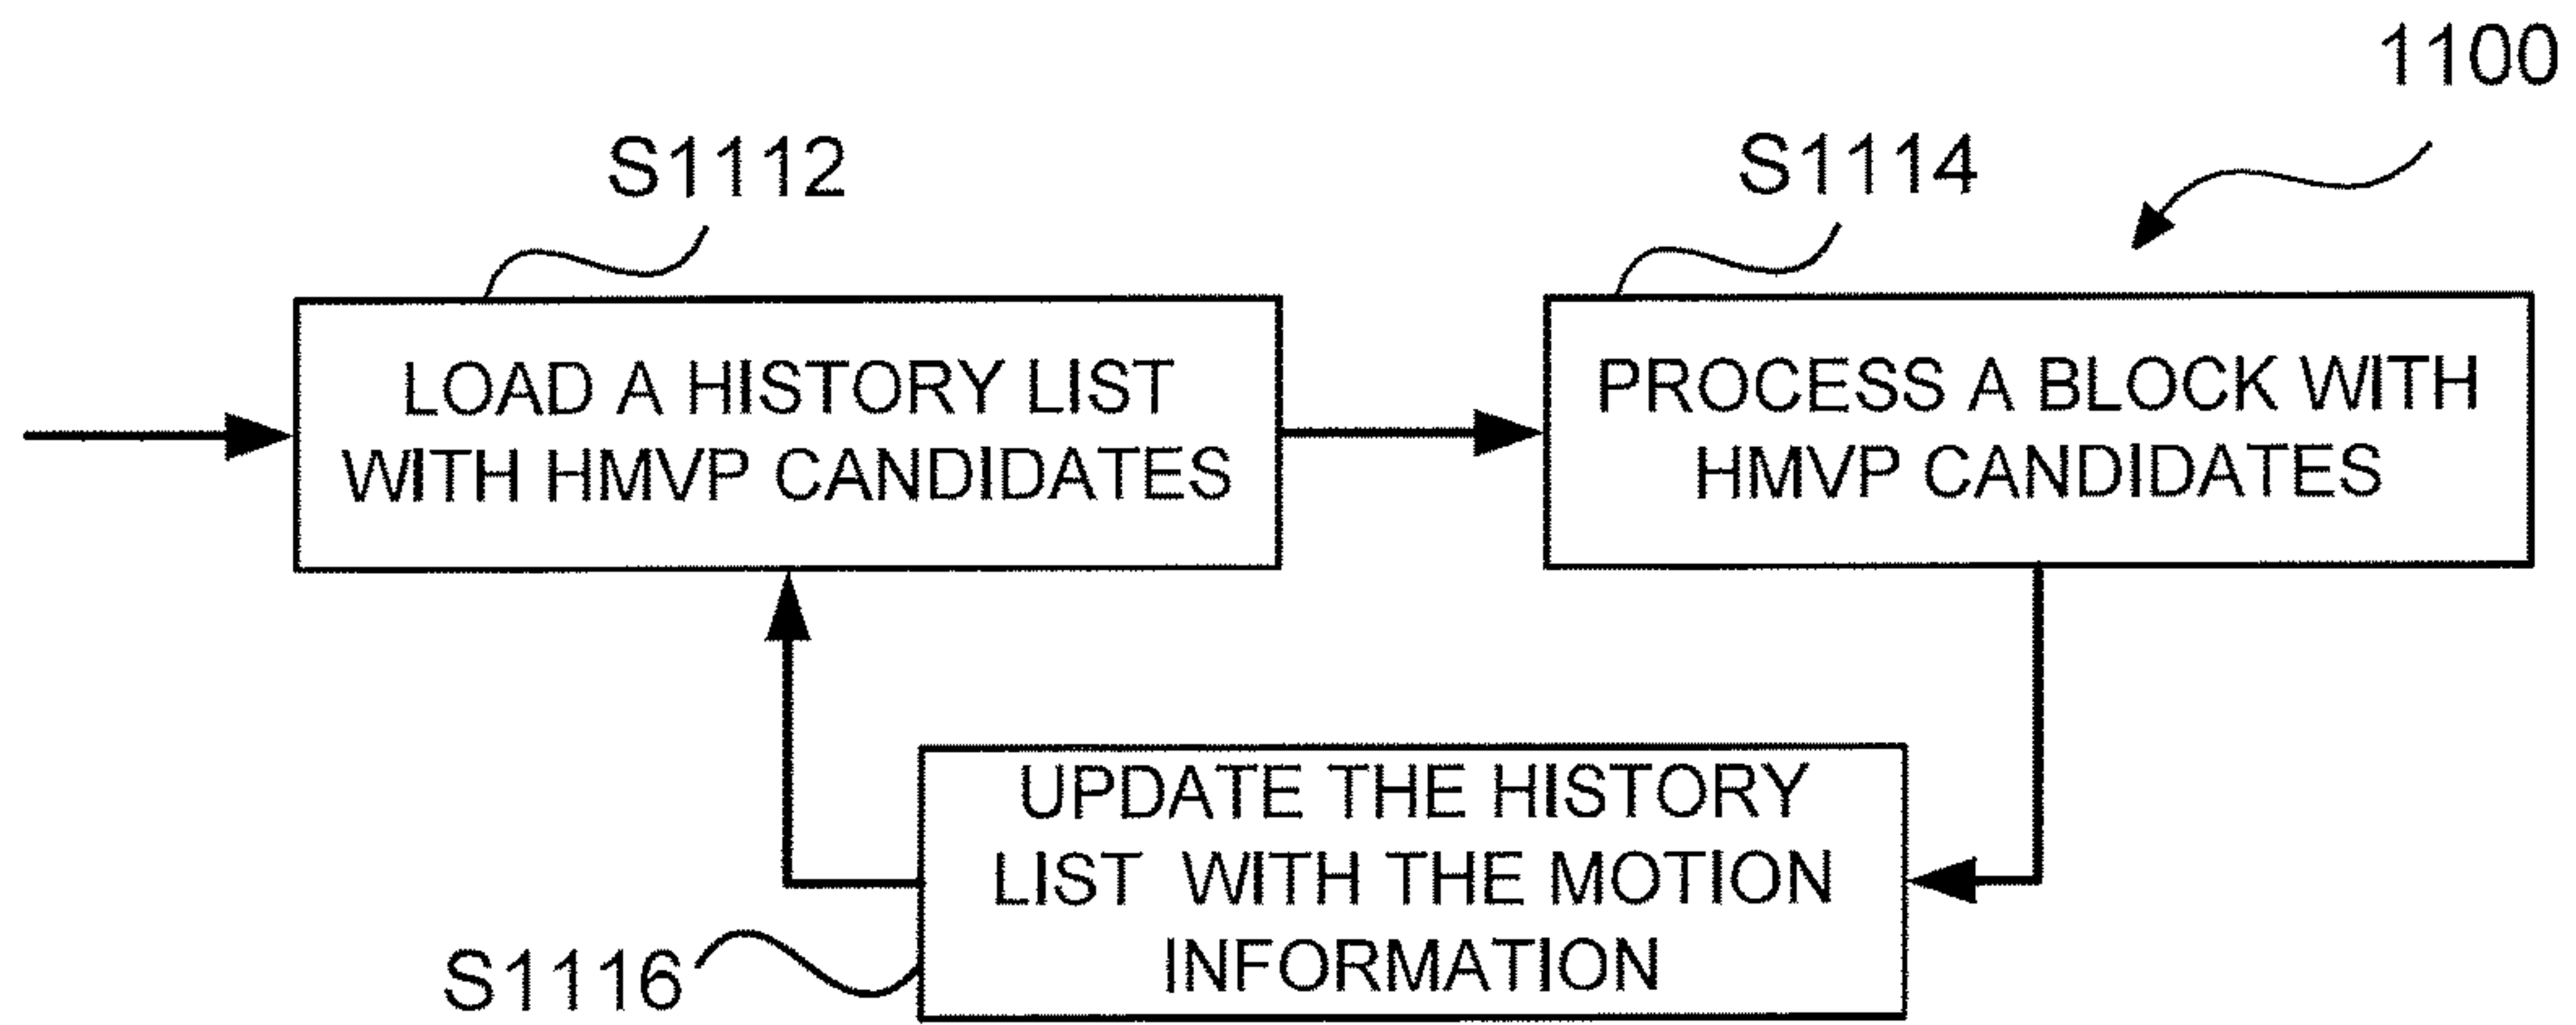 1100
S1112
S1114
LOAD A HISTORY LIST
WITH HMVP CANDIDATES
PROCESS A BLOCK WITH
HMVP CANDIDATES
UPDATE THE HISTORY
LIST WITH THE MOTION
INFORMATION
S1116